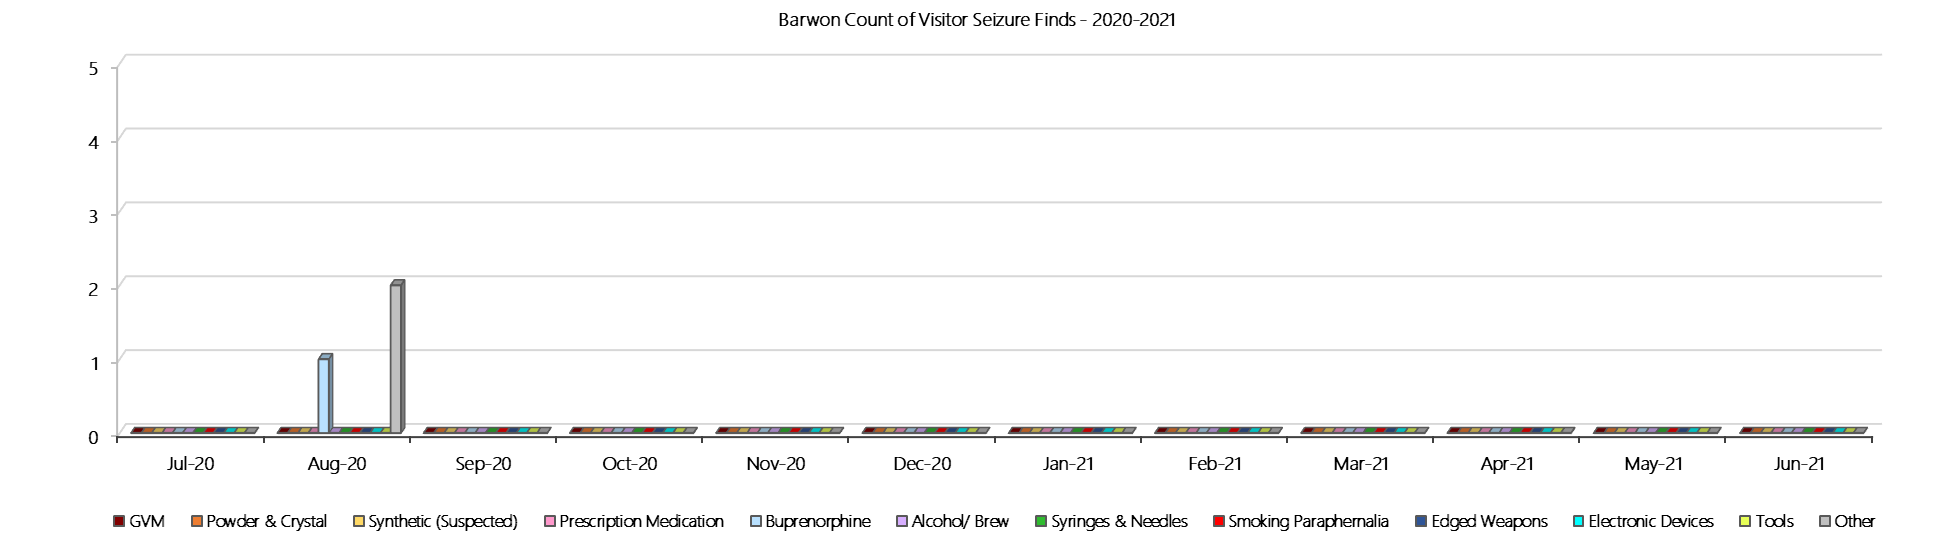 Barwon Count of Visitor Seizure Finds - 2020-2021
5
4
3
2
1
0
Jul-20 Aug-20 Sep-20 Oct-20 Nov-20 Dec-20 Jan-21 Feb-21 Mar-21 Apr-21 May-21 Jun-21
GVM Powder & Crystal Synthetic (Suspected) Prescription Medication Buprenorphine Alcohol/ Brew Syringes & Needles Smoking Paraphernalia Edged Weapons Electronic Devices Tools Other